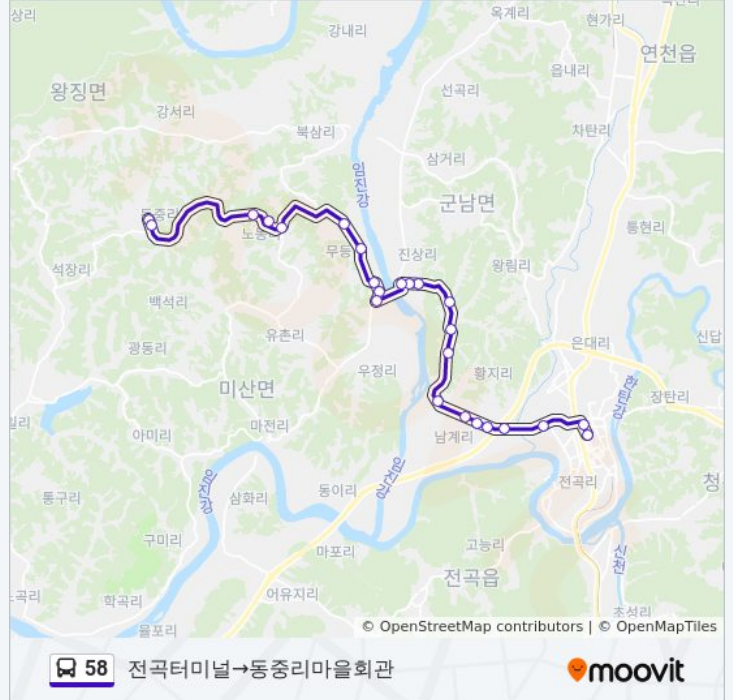 상리
옥계리
현가리
강내리
연천읍
읍내리
왕징면
선곡리
강서리
차탄리
북삼리
삼거리
임진강
군남면
동중리
통현리
노동리
무등
진상리
왕림리
석장리
백석리
신답
유촌리
은대리
광동리
우정리
황지리
한탄강
미산면
장탄리
마전리
아미리
남계리
임진강
임진강
전곡리
청
통구리
삼화리
동이리
구미리
마포리
고능리
신천
전곡읍
어유지리
노곡리
학곡리
초성리
율포리
© OpenStreetMap contributors | © OpenMapTiles
58 전곡터미널→동중리마을회관
moovit